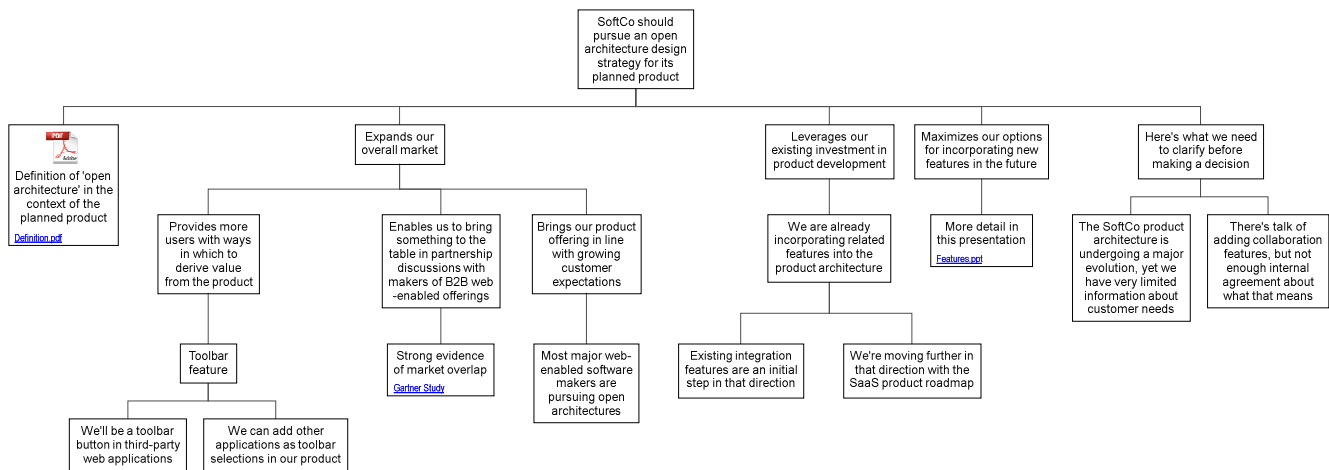 SoftCo should
pursue an open
architecture design
strategy for its
planned product
PDF
Adobe
Definition of 'open
architecture' in the
context of the
planned product
Definition.pdf
Expands our
overall market
Leverages our
existing investment in
product development
Maximizes our options
for incorporating new
features in the future
Here's what we need
to clarify before
making a decision
Provides more
users with ways
in which to
derive value
from the product
Enables us to bring
something to the
table in partnership
discussions with
makers of B2B web
-enabled offerings
Brings our product
offering in line
with growing
customer
expectations
We are already
incorporating related
features into the
product architecture
More detail in
this presentation
Features.ppt
The SoftCo product
architecture is
undergoing a major
evolution, yet we
have very limited
information about
customer needs
There's talk of
adding collaboration
features, but not
enough internal
agreement about
what that means
Toolbar
feature
Strong evidence
of market overlap
Gartner Study
Most major web-
enabled software
makers are
pursuing open
architectures
Existing integration
features are an initial
step in that direction
We're moving further in
that direction with the
SaaS product roadmap
We'll be a toolbar
button in third-party
web applications
We can add other
applications as toolbar
selections in our product